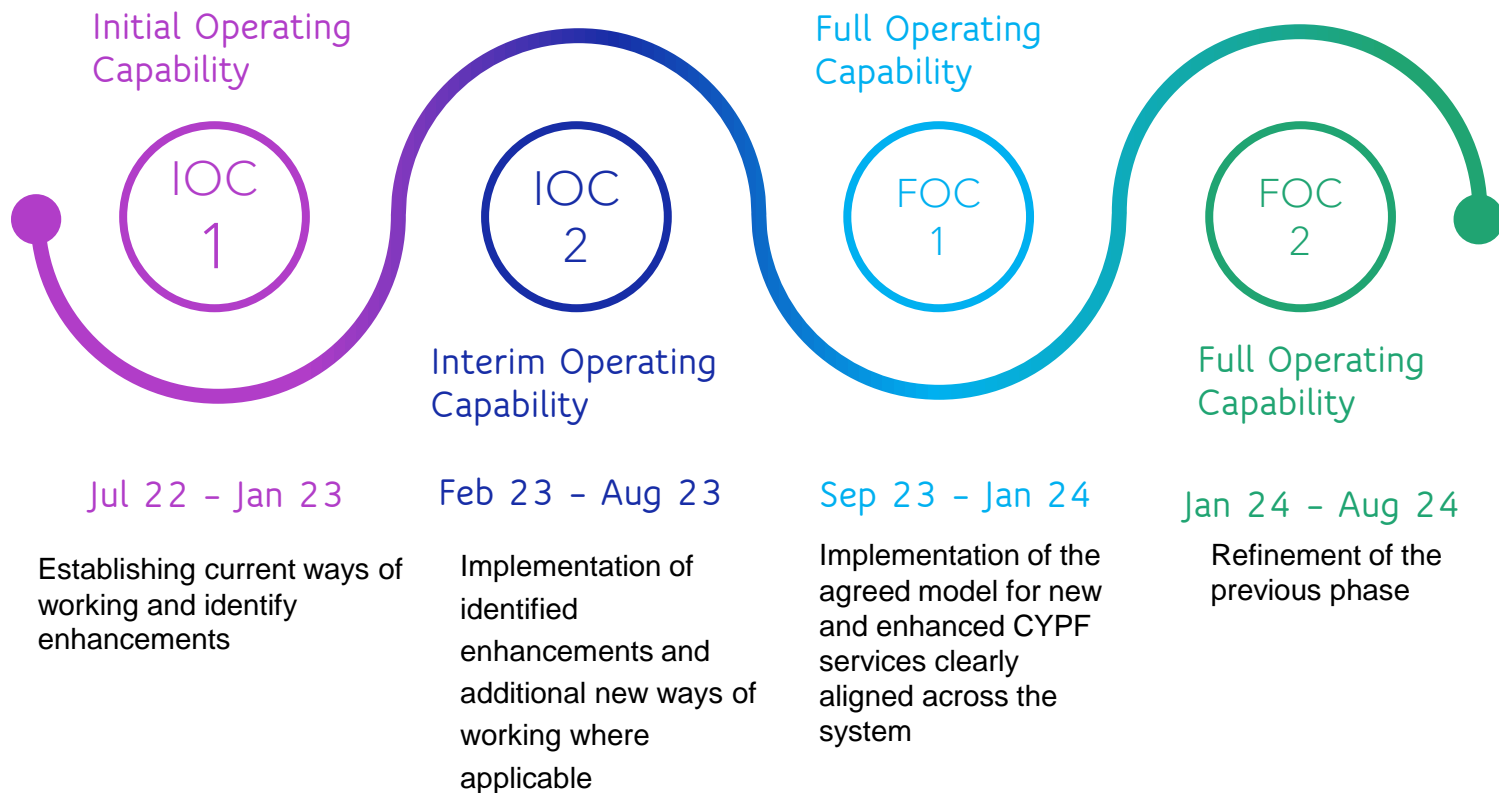 Initial Operating
Capability
IOC
1
Jul 22 – Jan 23
Establishing current ways of
working and identify
enhancements
IOC
2
Interim Operating
Capability
Feb 23 – Aug 23
Implementation of
identified
enhancements and
additional new ways of
working where
applicable
Full Operating
Capability
FOC
1
Sep 23 – Jan 24
Implementation of the
agreed model for new
and enhanced CYPF
services clearly
aligned across the
system
FOC
2
Full Operating
Capability
Jan 24 – Aug 24
Refinement of the
previous phase